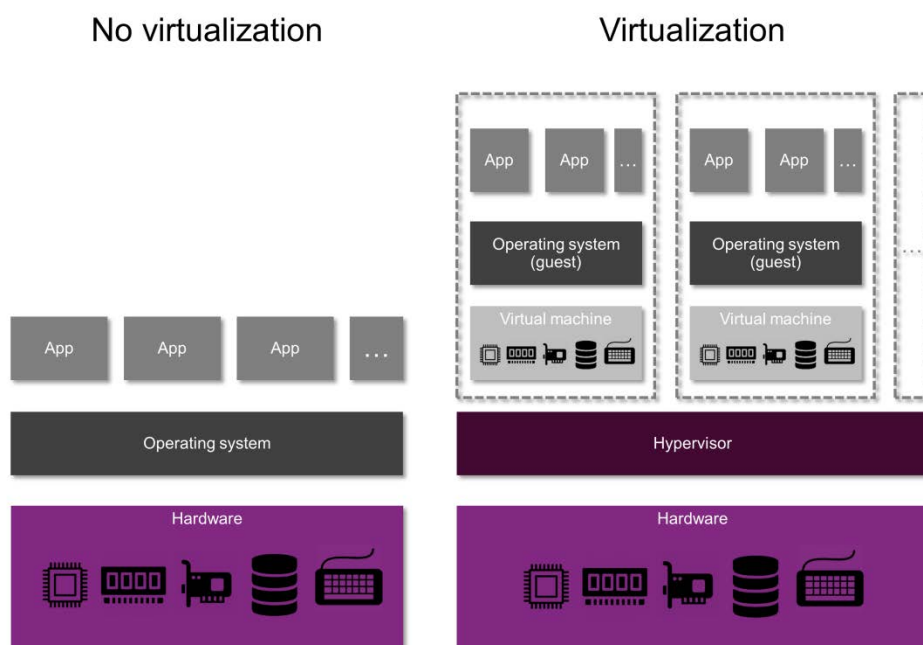 No virtualization
Virtualization
App
App
App
...
Operating system
Hardware
App
App
...
Operating system
(guest)
Virtual machine
App
App
...
Operating system
(guest)
Virtual machine
...
Hypervisor
Hardware